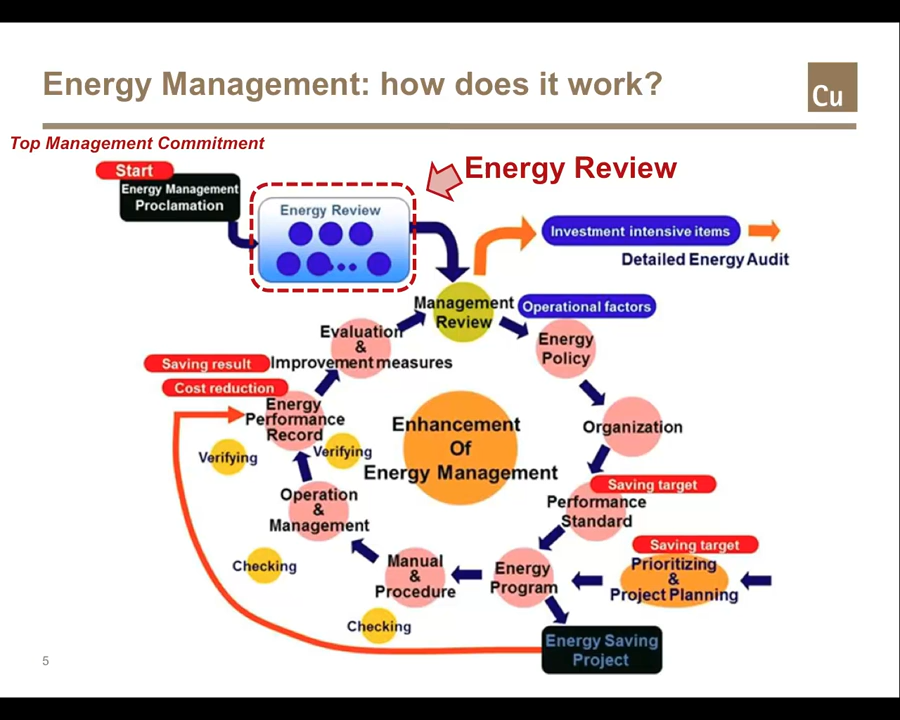 Energy Management: how does it work?
Cu
Top Management Commitment
Start
Energy Management
Proclamation
Energy Review
Energy Review
Investment intensive items
Detailed Energy Audit
Management
Review
Operational factors
Energy
Policy
Evaluation
&
Improvement measures
Saving result
Cost reduction
Energy
Performance
Record
Verifying
Verifying
Enhancement
Of
Energy Management
Organization
Saving target
Performance
Standard
Operation
&
Management
Saving target
Prioritizing
&
Project Planning
Energy
Program
Manual
&
Procedure
Checking
Checking
Energy Saving
Project
5